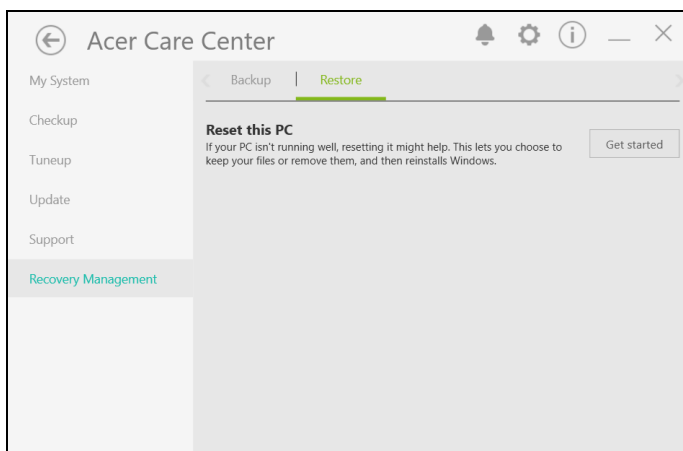 Acer Care Center
My System
Checkup
Tuneup
Update
Support
Recovery Management
Backup | Restore
Reset this PC
If your PC isn't running well, resetting it might help. This lets you choose to
keep your files or remove them, and then reinstalls Windows.
Get started